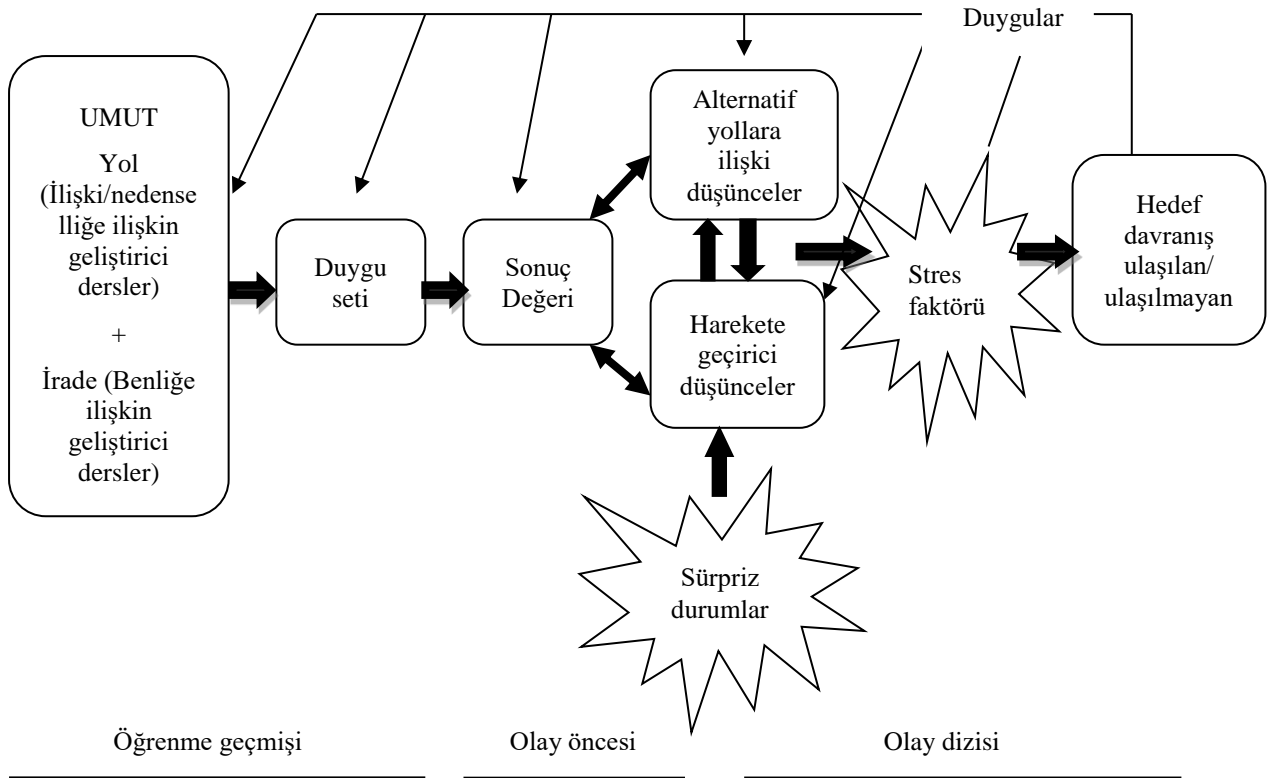 Duygular
UMUT
Yol
(İlişki/nedense
lliğe ilişkin
geliştirici
dersler)
+
İrade (Benliğe
ilişkin
geliştirici
dersler)
Duygu
seti
Sonuç
Değeri
Alternatif
yollara
ilişki
düşünceler
Harekete
geçirici
düşünceler
Stres
faktörü
Hedef
davranış
ulaşılan/
ulaşılmayan
Sürpriz
durumlar
Öğrenme geçmişi
Olay öncesi
Olay dizisi